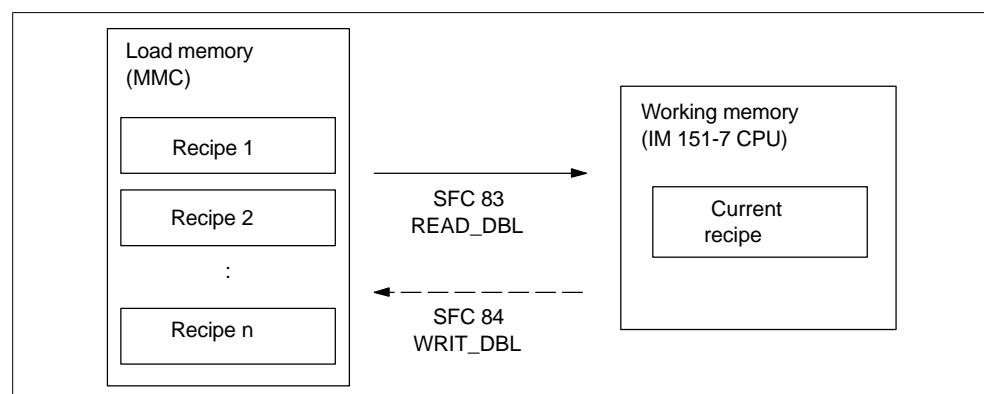 Load memory
(MMC)
Recipe 1
Recipe 2
:
Recipe n
SFC 83
READ_DBL
SFC 84
WRIT_DBL
Working memory
(IM 151-7 CPU)
Current
recipe